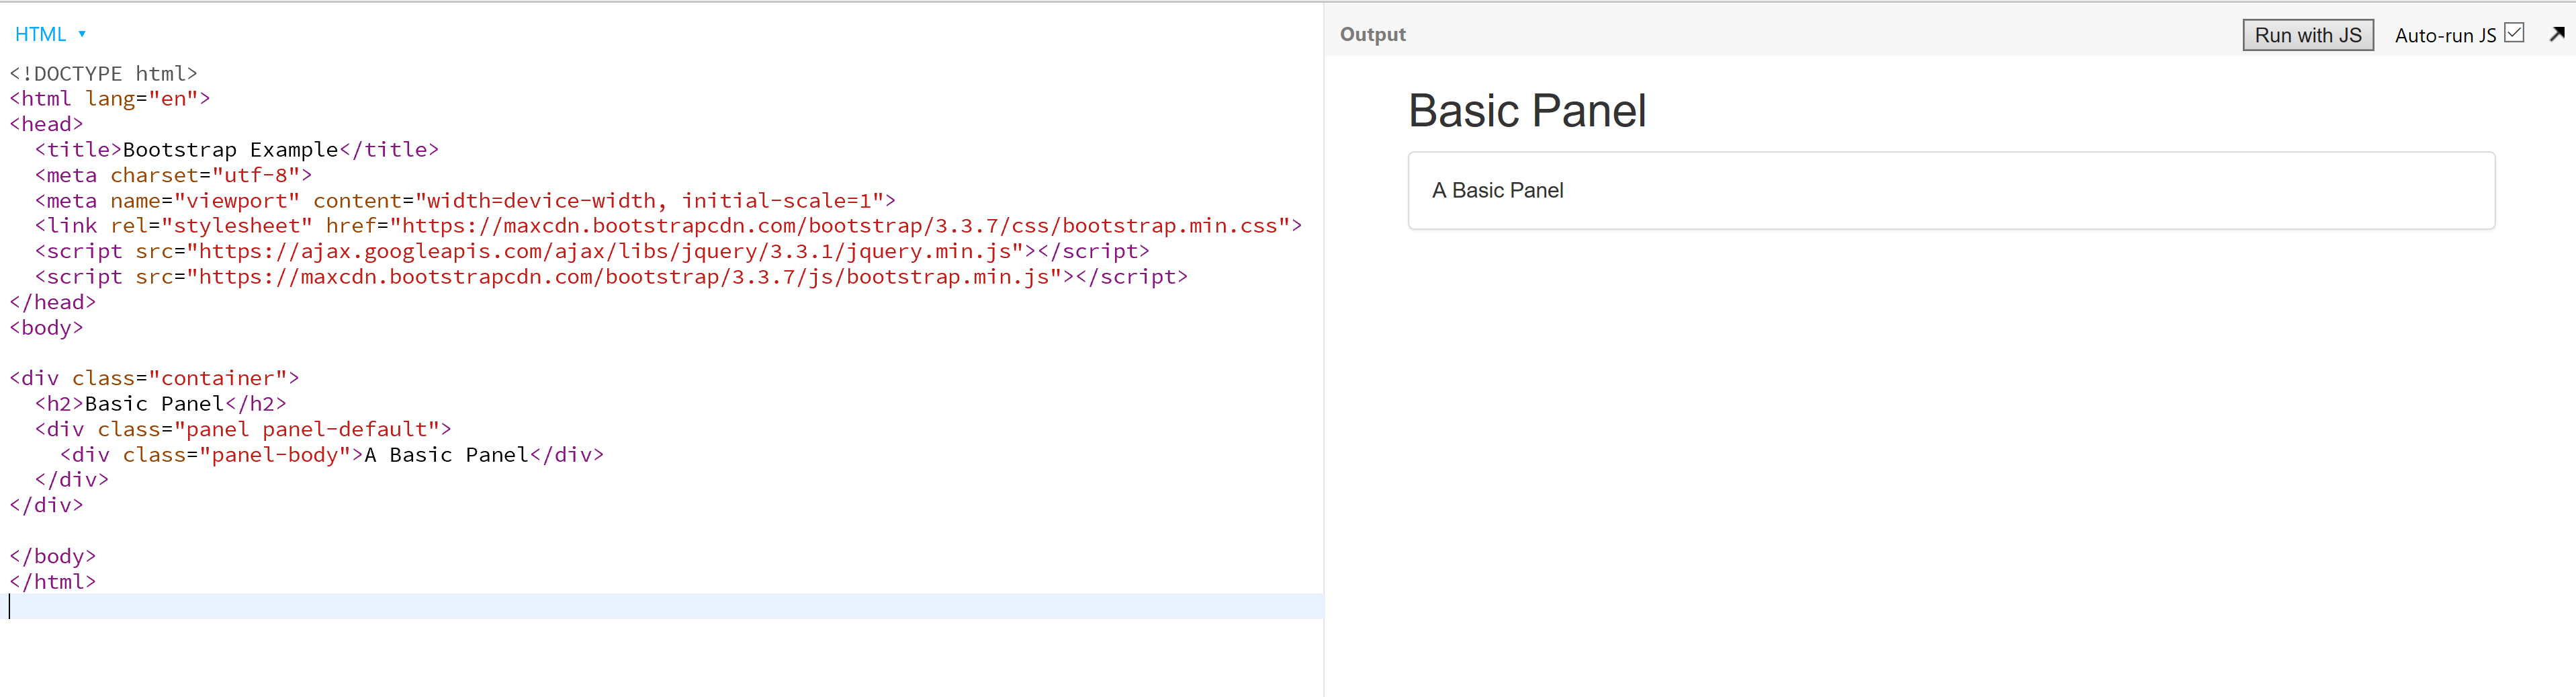 HTML ▼
<!DOCTYPE html>
<html lang="en">
<head>
  <title>Bootstrap Example</title>
  <meta charset="utf-8">
  <meta name="viewport" content="width=device-width, initial-scale=1">
  <link rel="stylesheet" href="https://maxcdn.bootstrapcdn.com/bootstrap/3.3.7/css/bootstrap.min.css">
  <script src="https://ajax.googleapis.com/ajax/libs/jquery/3.3.1/jquery.min.js"></script>
  <script src="https://maxcdn.bootstrapcdn.com/bootstrap/3.3.7/js/bootstrap.min.js"></script>
</head>
<body>
<div class="container">
  <h2>Basic Panel</h2>
  <div class="panel panel-default">
    <div class="panel-body">A Basic Panel</div>
  </div>
</div>
</body>
</html>
Output
Run with JS
Auto-run JS
Basic Panel
A Basic Panel